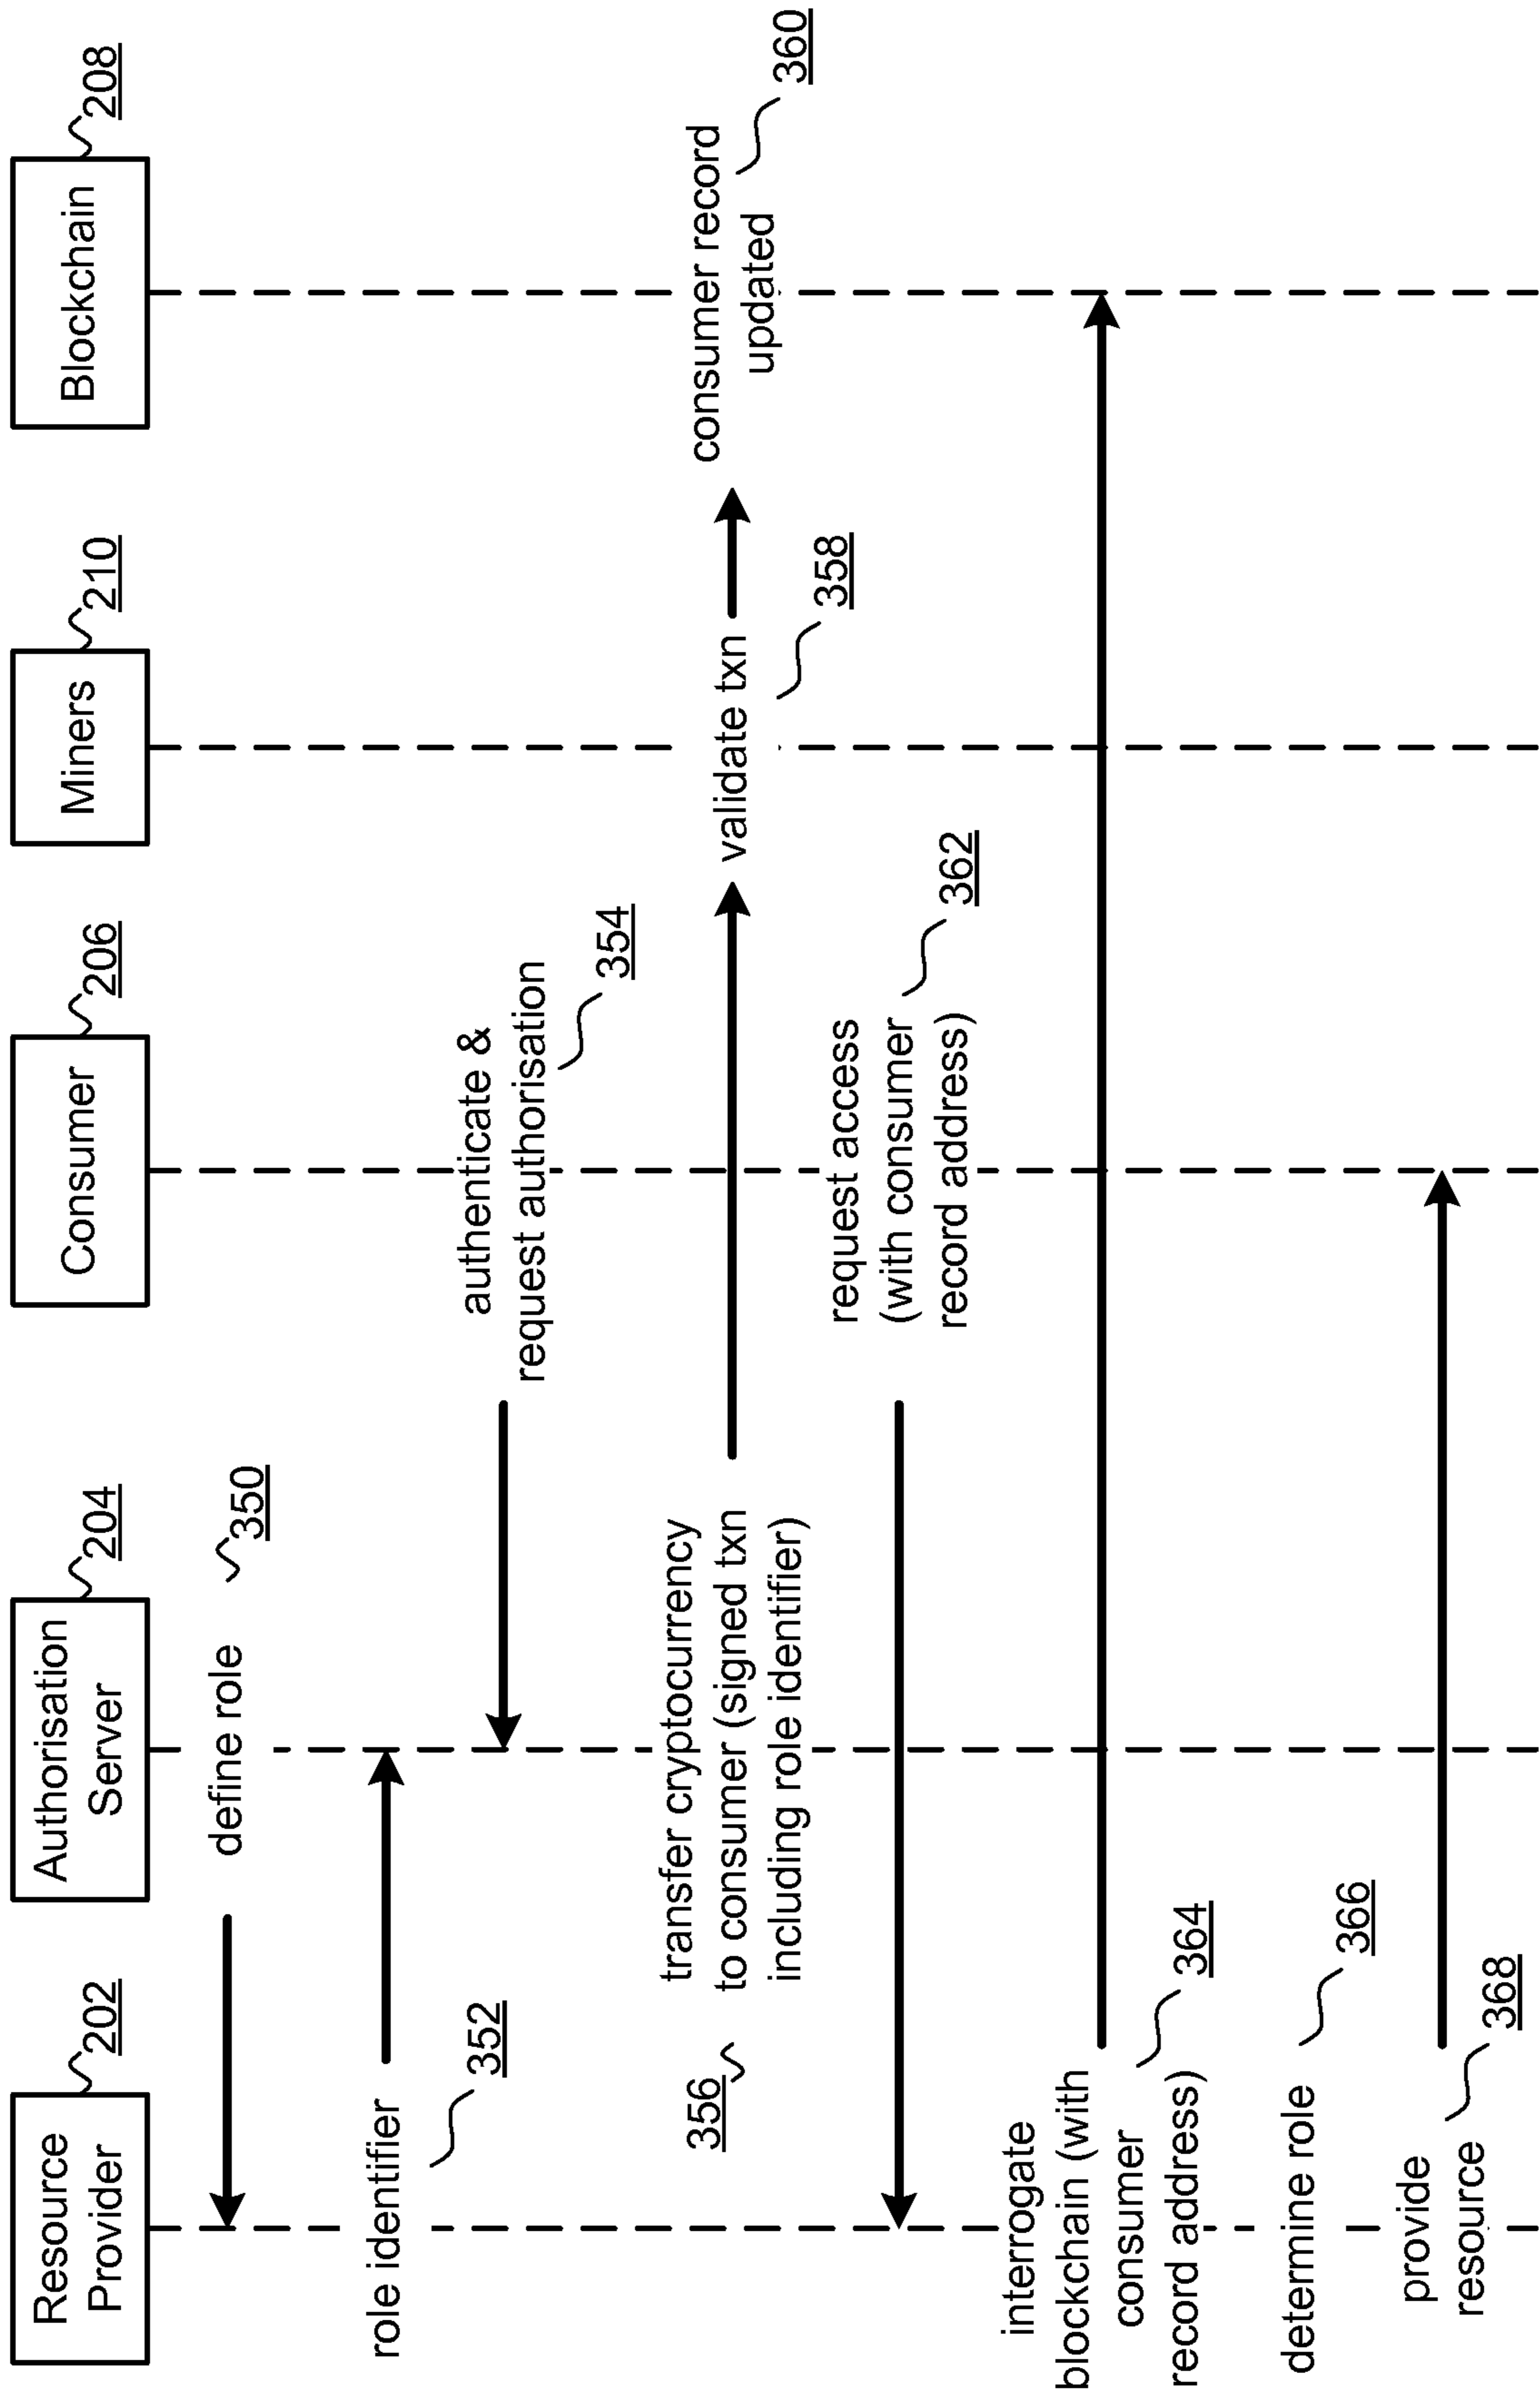 Resource
Provider
202
Authorisation
Server
204
Consumer
206
Miners
210
Blockchain
208
define role
350
role identifier
352
authenticate &
request authorisation
354
356
transfer cryptocurrency
to consumer (signed txn
including role identifier)
validate txn
358
consumer record
updated
360
request access
(with consumer
record address)
362
interrogate
blockchain (with
consumer
record address)
364
determine role
366
provide
resource
368